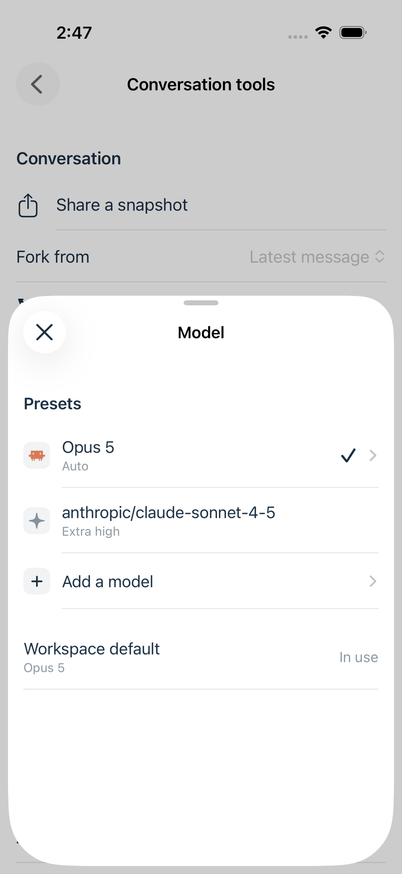 2:47
Conversation tools
Conversation
Share a snapshot
Fork from
Latest message
Model
Presets
Opus 5
Auto
anthropic/claude-sonnet-4-5
Extra high
Add a model
Workspace default
Opus 5
In use